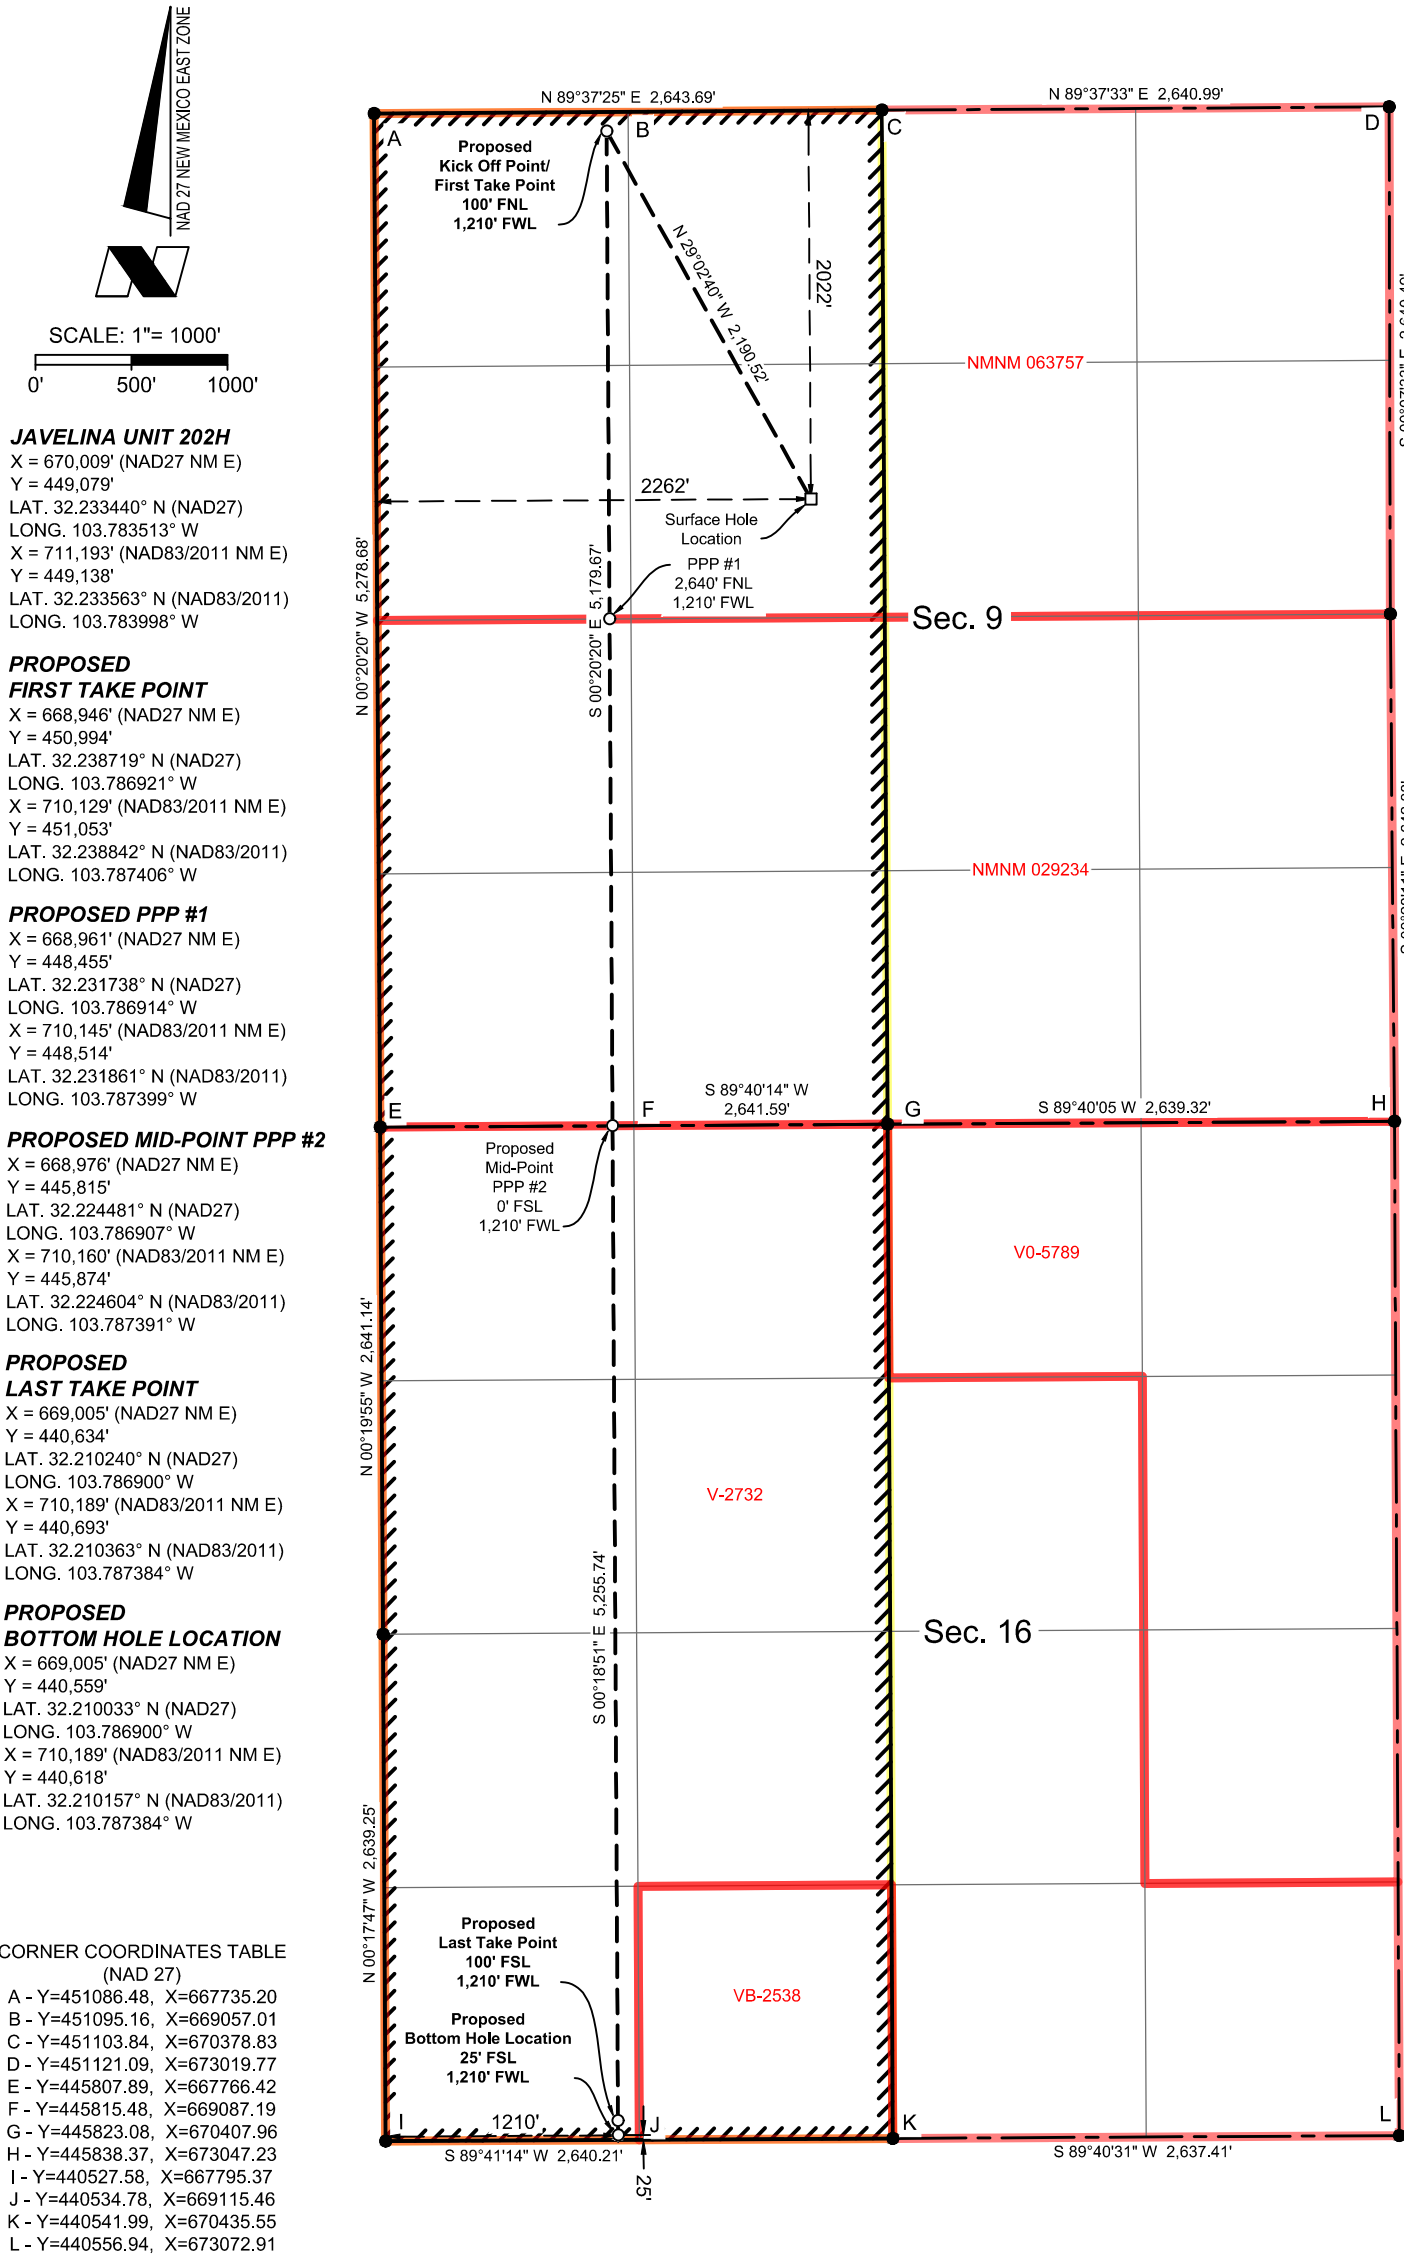 NAD 27 NEW MEXICO EAST ZONE
SCALE: 1"= 1000'
0' 500' 1000'
JAVELINA UNIT 202H
X = 670,009' (NAD27 NM E)
Y = 449,079'
LAT. 32.233440° N (NAD27)
LONG. 103.783513° W
X = 711,193' (NAD83/2011 NM E)
Y = 449,138'
LAT. 32.233563° N (NAD83/2011)
LONG. 103.783998° W
PROPOSED
FIRST TAKE POINT
X = 668,946' (NAD27 NM E)
Y = 450,994'
LAT. 32.238719° N (NAD27)
LONG. 103.786921° W
X = 710,129' (NAD83/2011 NM E)
Y = 451,053'
LAT. 32.238842° N (NAD83/2011)
LONG. 103.787406° W
PROPOSED PPP #1
X = 668,961' (NAD27 NM E)
Y = 448,455'
LAT. 32.231738° N (NAD27)
LONG. 103.786914° W
X = 710,145' (NAD83/2011 NM E)
Y = 448,514'
LAT. 32.231861° N (NAD83/2011)
LONG. 103.787399° W
PROPOSED MID-POINT PPP #2
X = 668,976' (NAD27 NM E)
Y = 445,815'
LAT. 32.224481° N (NAD27)
LONG. 103.786907° W
X = 710,160' (NAD83/2011 NM E)
Y = 445,874'
LAT. 32.224604° N (NAD83/2011)
LONG. 103.787391° W
PROPOSED
LAST TAKE POINT
X = 669,005' (NAD27 NM E)
Y = 440,634'
LAT. 32.210240° N (NAD27)
LONG. 103.786900° W
X = 710,189' (NAD83/2011 NM E)
Y = 440,693'
LAT. 32.210363° N (NAD83/2011)
LONG. 103.787384° W
PROPOSED
BOTTOM HOLE LOCATION
X = 669,005' (NAD27 NM E)
Y = 440,559'
LAT. 32.210033° N (NAD27)
LONG. 103.786900° W
X = 710,189' (NAD83/2011 NM E)
Y = 440,618'
LAT. 32.210157° N (NAD83/2011)
LONG. 103.787384° W
CORNER COORDINATES TABLE
(NAD 27)
A - Y=451086.48, X=667735.20
B - Y=451095.16, X=669057.01
C - Y=451103.84, X=670378.83
D - Y=451121.09, X=673019.77
E - Y=445807.89, X=667766.42
F - Y=445815.48, X=669087.19
G - Y=445823.08, X=670407.96
H - Y=445838.37, X=673047.23
I - Y=440527.58, X=667795.37
J - Y=440534.78, X=669115.46
K - Y=440541.99, X=670435.55
L - Y=440556.94, X=673072.91
N 89°37'25" E 2,643.69'
N 89°37'33" E 2,640.99'
A
B
C
D
Proposed
Kick Off Point/
First Take Point
100' FNL
1,210' FWL
N 29°02'40" W 2,190.52'
2022'
NMNM 063757
2262'
Surface Hole
Location
PPP #1
2,640' FNL
1,210' FWL
N 00°20'20" W 5,278.68'
S 00°20'20" E 5,179.67'
Sec. 9
NMNM 029234
E
F
S 89°40'14" W
2,641.59'
G
S 89°40'05 W 2,639.32'
H
Proposed
Mid-Point
PPP #2
0' FSL
1,210' FWL
V0-5789
N 00°19'55" W 2,641.14'
V-2732
S 00°18'51" E 5,255.74'
Sec. 16
N 00°17'47" W 2,639.25'
Proposed
Last Take Point
100' FSL
1,210' FWL
VB-2538
Proposed
Bottom Hole Location
25' FSL
1,210' FWL
I
1210'
J
K
L
S 89°41'14" W 2,640.21'
S 89°40'31" W 2,637.41'
25'